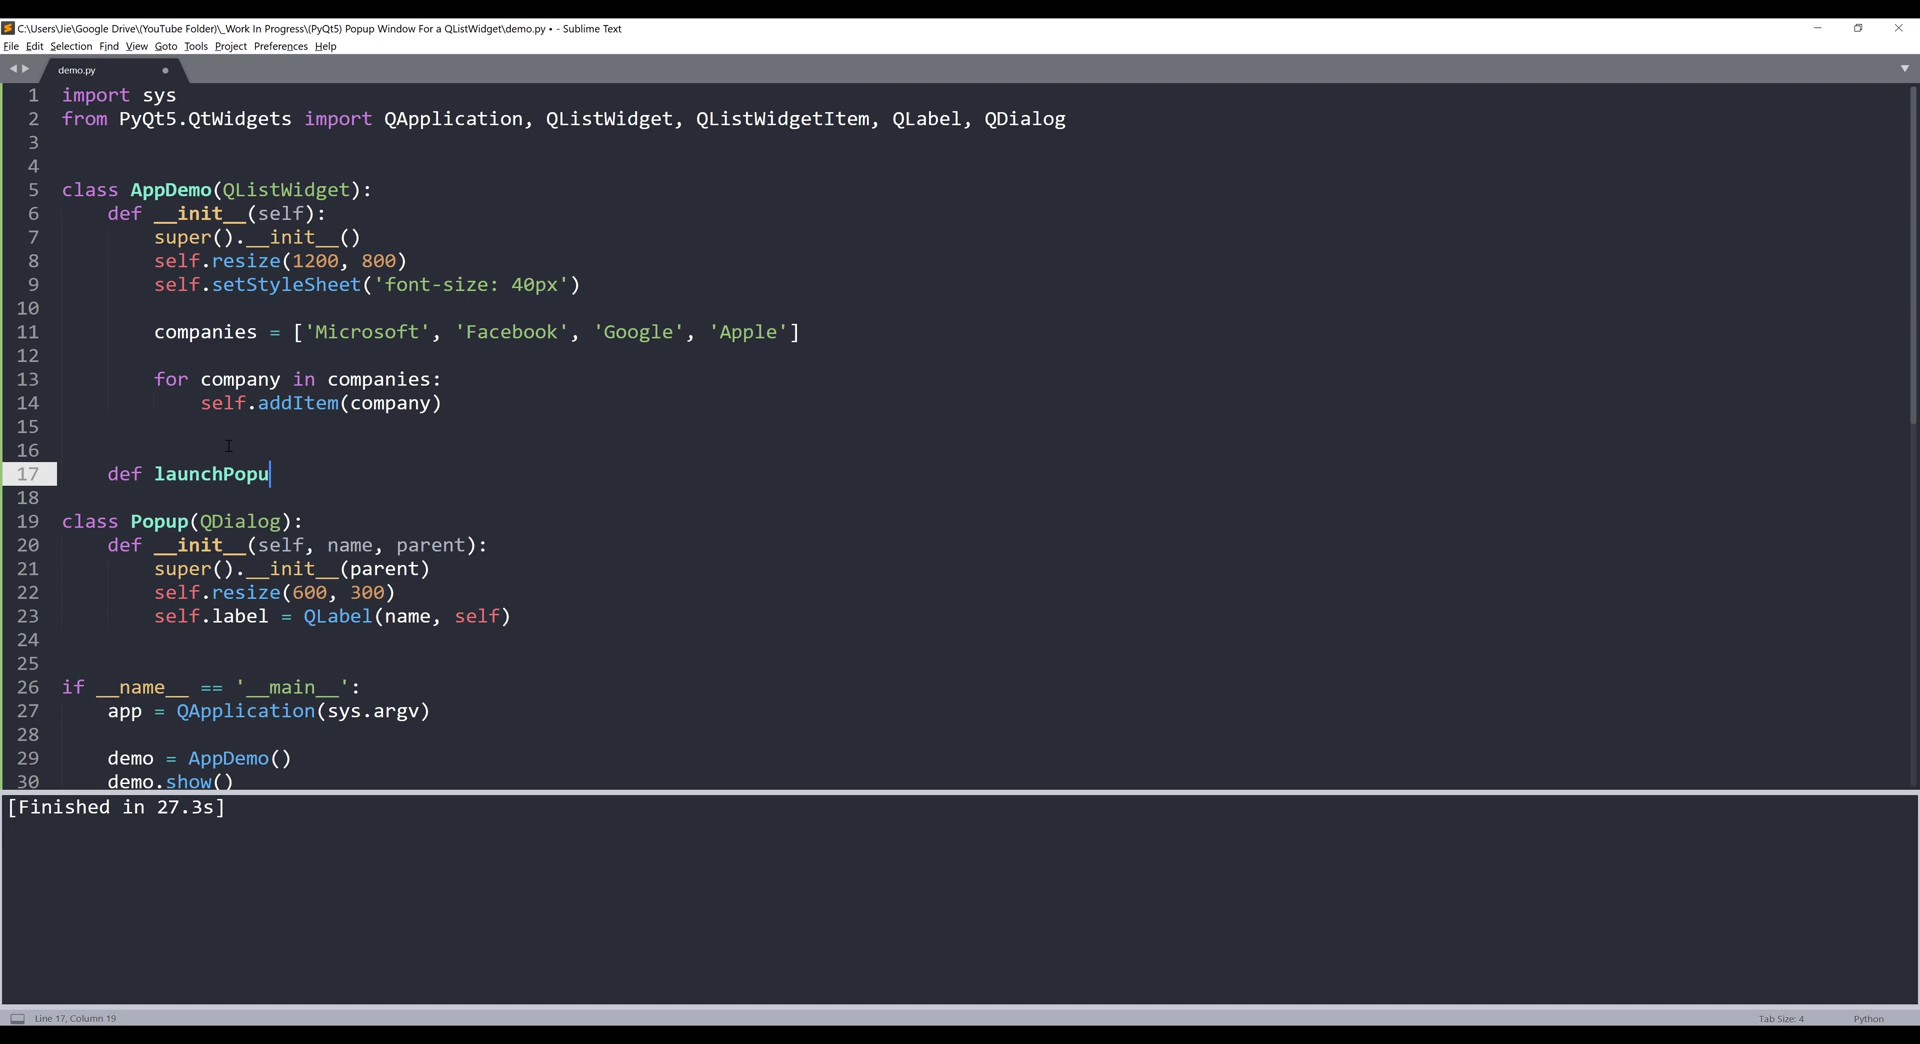 C:\Users\Jie\Google Drive\(YouTube Folder)\_Work In Progress\(PyQt5) Popup Window For a QListWidget\demo.py • - Sublime Text
File Edit Selection Find View Goto Tools Project Preferences Help
demo.py
1 import sys
2 from PyQt5.QtWidgets import QApplication, QListWidget, QListWidgetItem, QLabel, QDialog
3
4
5 class AppDemo(QListWidget):
6     def __init__(self):
7         super().__init__()
8         self.resize(1200, 800)
9         self.setStyleSheet('font-size: 40px')
10
11         companies = ['Microsoft', 'Facebook', 'Google', 'Apple']
12
13         for company in companies:
14             self.addItem(company)
15
16
17     def launchPopu
18
19 class Popup(QDialog):
20     def __init__(self, name, parent):
21         super().__init__(parent)
22         self.resize(600, 300)
23         self.label = QLabel(name, self)
24
25
26 if __name__ == '__main__':
27     app = QApplication(sys.argv)
28
29     demo = AppDemo()
30     demo.show()
[Finished in 27.3s]
Line 17, Column 19 Tab Size: 4 Python